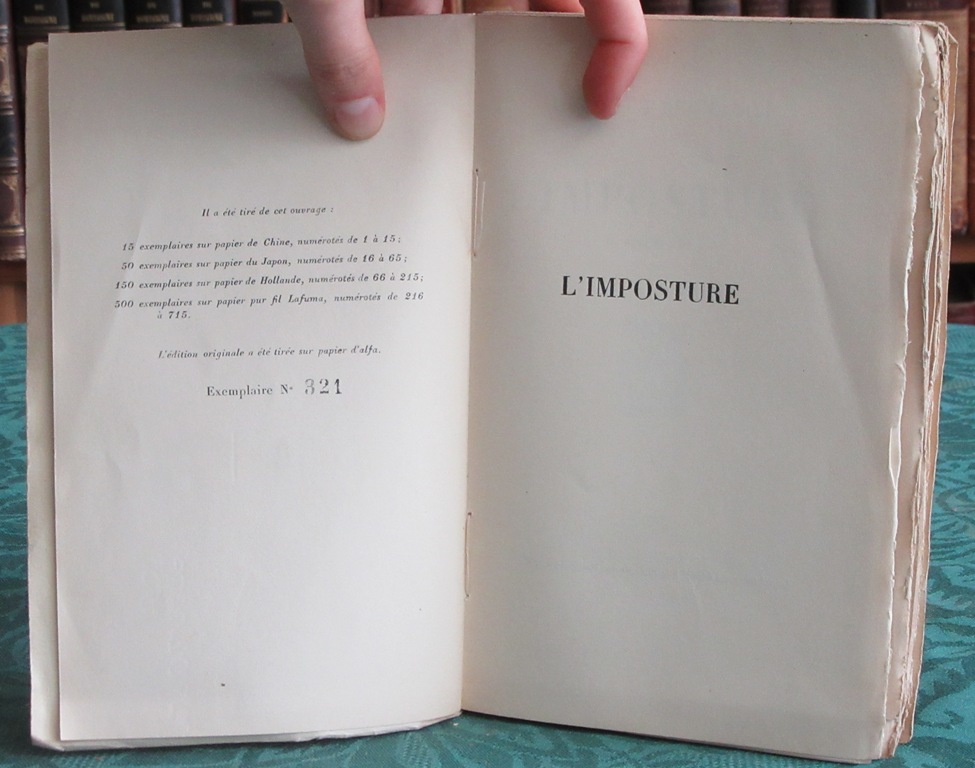 Il a été tiré de cet ouvrage :
15 exemplaires sur papier de Chine, numérotés de 1 à 15;
50 exemplaires sur papier du Japon, numérotés de 16 à 65;
150 exemplaires sur papier de Hollande, numérotés de 66 à 215;
500 exemplaires sur papier pur fil Lafuma, numérotés de 216
à 715.
L'édition originale a été tirée sur papier d'alfa.
Exemplaire N° 321
L'IMPOSTURE